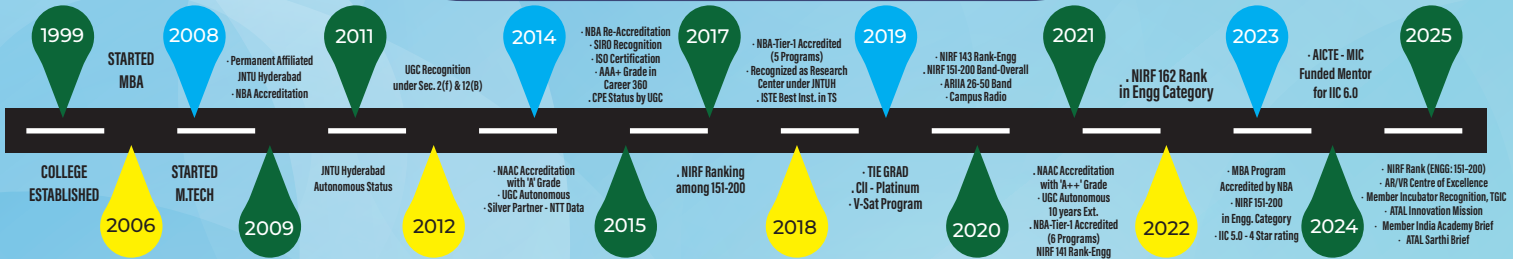 1999
COLLEGE
ESTABLISHED
2006
STARTED
MBA
2008
STARTED
M.TECH
2009
· Permanent Affiliated
JNTU Hyderabad
· NBA Accreditation
2011
JNTU Hyderabad
Autonomous Status
2012
UGC Recognition
under Sec. 2(f) & 12(B)
2014
· NAAC Accreditation
with 'A' Grade
· UGC Autonomous
· Silver Partner - NTT Data
2015
· NBA Re-Accreditation
· SIRO Recognition
· ISO Certification
· AAA+ Grade in
Career 360
. CPE Status by UGC
2017
. NIRF Ranking
among 151-200
2018
· NBA-Tier-1 Accredited
(5 Programs)
· Recognized as Research
Center under JNTUH
. ISTE Best Inst. in TS
2019
· TIE GRAD
. CII - Platinum
· V-Sat Program
2020
· NIRF 143 Rank-Engg
. NIRF 151-200 Band-Overall
· ARIIA 26-50 Band
· Campus Radio
2021
. NAAC Accreditation
with 'A++' Grade
· UGC Autonomous
10 years Ext.
. NBA-Tier-1 Accredited
(6 Programs)
NIRF 141 Rank-Engg
2022
. NIRF 162 Rank
in Engg Category
2023
· MBA Program
Accredited by NBA
· NIRF 151-200
in Engg. Category
· IIC 5.0 - 4 Star rating
2024
· AICTE - MIC
Funded Mentor
for IIC 6.0
2025
· NIRF Rank (ENGG: 151-200)
· AR/VR Centre of Excellence
· Member Incubator Recognition, TGIC
· ATAL Innovation Mission
· Member India Academy Brief
· ATAL Sarthi Brief